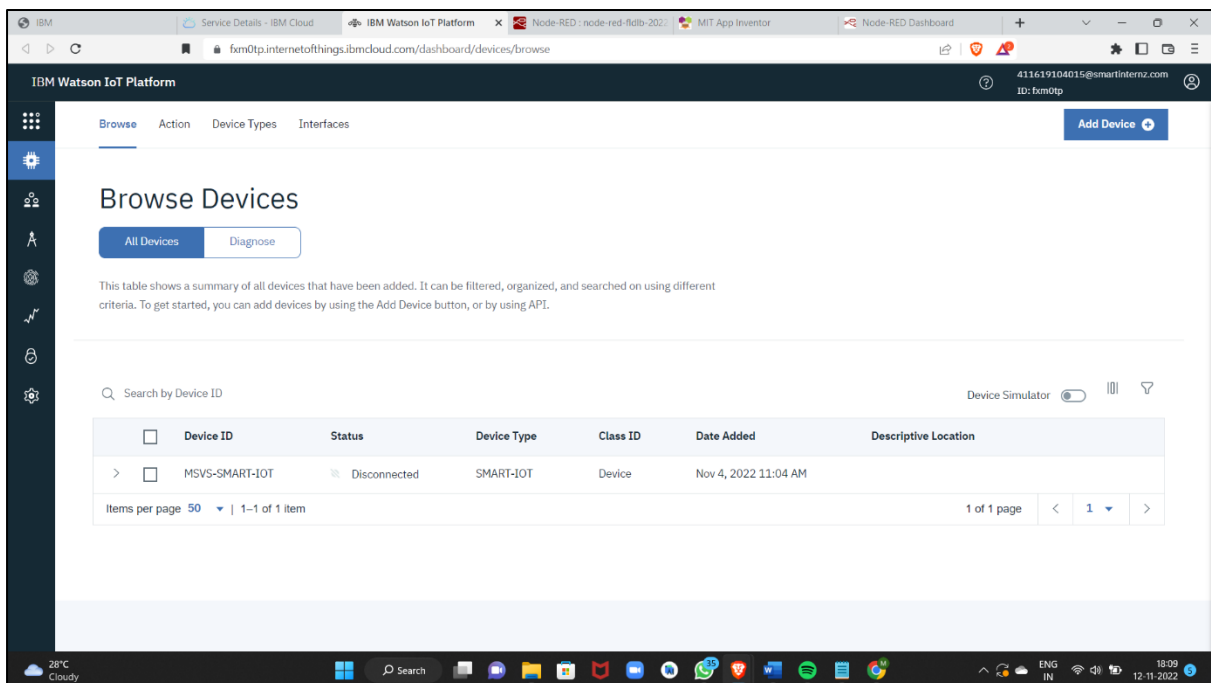 IBM
Service Details - IBM Cloud
IBM Watson IoT Platform
Node-RED : node-red-fldlb-2022
MIT App Inventor
Node-RED Dashboard
fxm0tp.internetofthings.ibmcloud.com/dashboard/devices/browse
IBM Watson IoT Platform
411619104015@smartinternz.com
ID: fxm0tp
Browse Action Device Types Interfaces
Add Device
Browse Devices
All Devices Diagnose
This table shows a summary of all devices that have been added. It can be filtered, organized, and searched on using different
criteria. To get started, you can add devices by using the Add Device button, or by using API.
Search by Device ID
Device Simulator
Device ID Status Device Type Class ID Date Added Descriptive Location
MSVS-SMART-IOT Disconnected SMART-IOT Device Nov 4, 2022 11:04 AM
Items per page 50 | 1–1 of 1 item
1 of 1 page < 1 >
28°C
Cloudy
Search
35
ENG
IN
18:09
12-11-2022
5